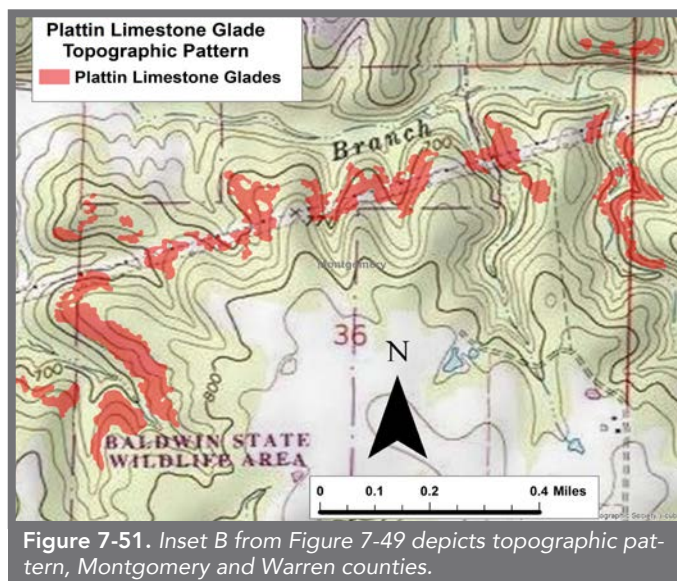 Plattin Limestone Glade
Topographic Pattern
Plattin Limestone Glades
Branch
700
Montgomery
36
N
700
800
BALDWIN STATE
WILDLIFE AREA
0 0.1 0.2 0.4 Miles
Figure 7-51. Inset B from Figure 7-49 depicts topographic pat-
tern, Montgomery and Warren counties.